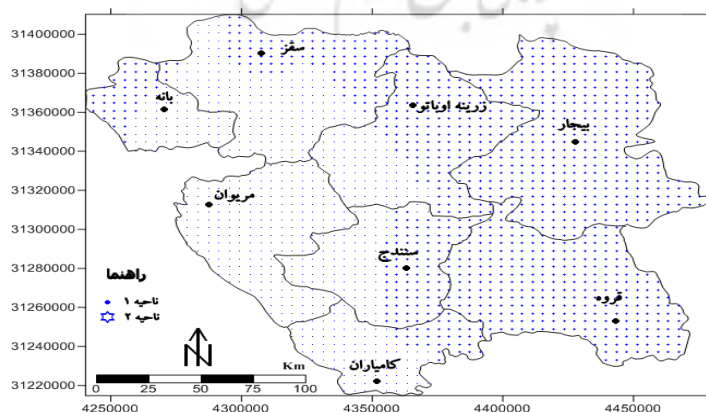 31400000
سقز
31380000
زرینه اوباتو
بانه
31360000
بیجار
31340000
31320000
مریوان
31300000
سنندج
31280000
راهنما
ناحیه ۱
قروه
31260000
ناحیه ۲
31240000
N
Km
کامیاران
31220000
0 25 50 75 100
4250000 4300000 4350000 4400000 4450000